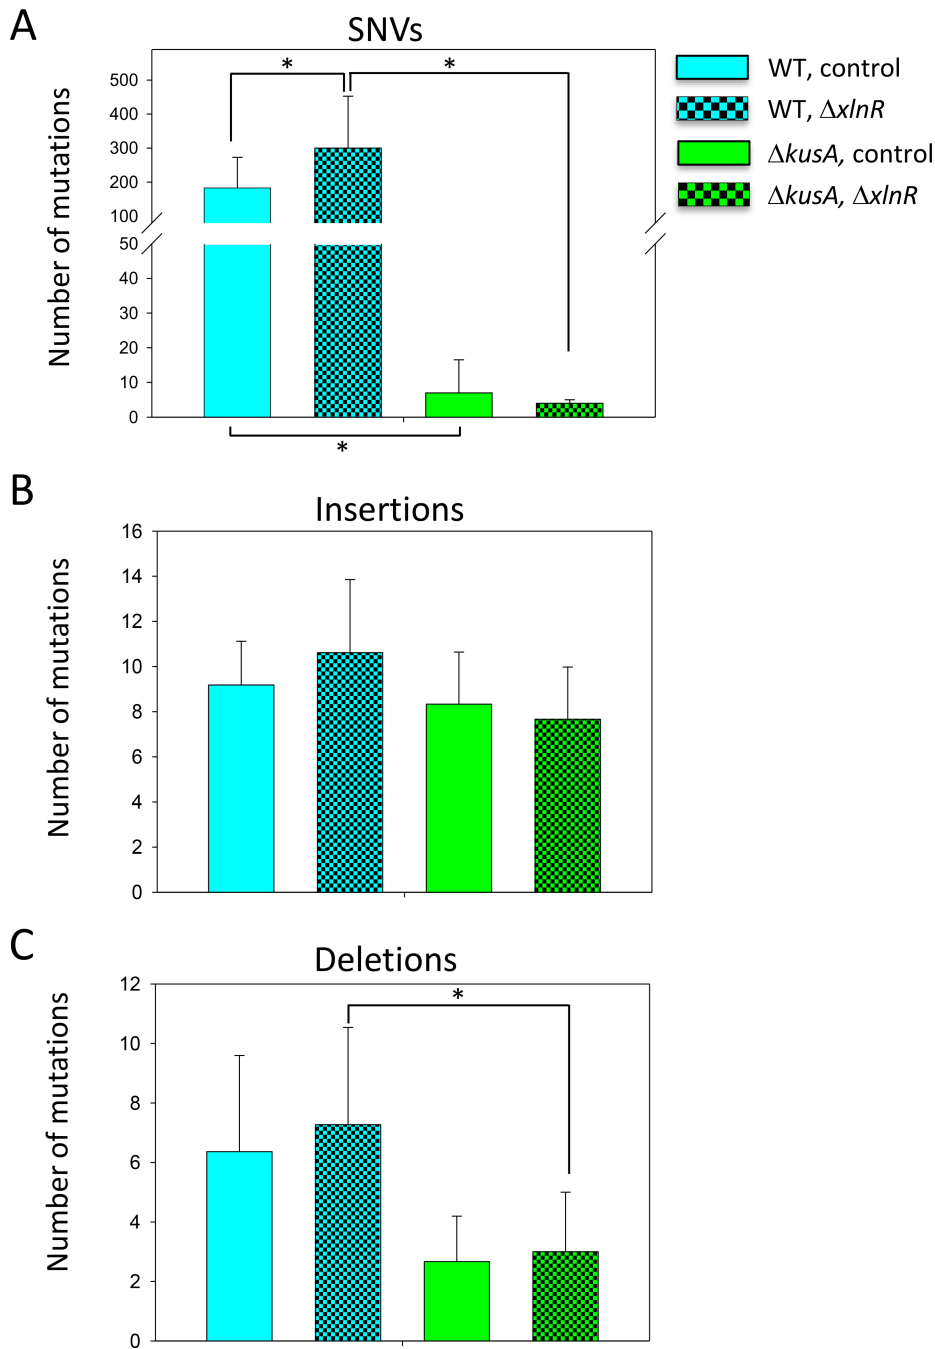 A
SNVs
Number of mutations
500
400
300
200
100
50
40
30
20
10
0
*
*
*
WT, control
WT, ΔxlnR
ΔkusA, control
ΔkusA, ΔxlnR
B
Insertions
Number of mutations
16
14
12
10
8
6
4
2
0
C
Deletions
Number of mutations
12
10
8
6
4
2
0
*